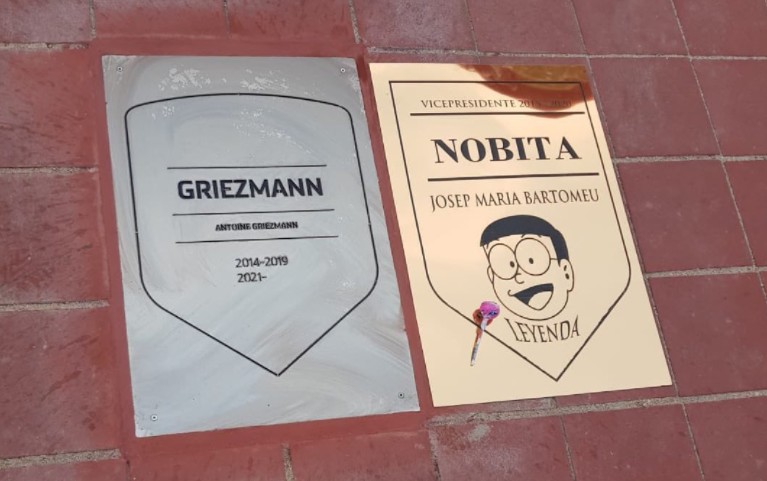 GRIEZMANN
ANTOINE GRIEZMANN
2014-2019
2021-
VICEPRESIDENTE
NOBITA
JOSEP MARIA BARTOMEU
LEYENDA